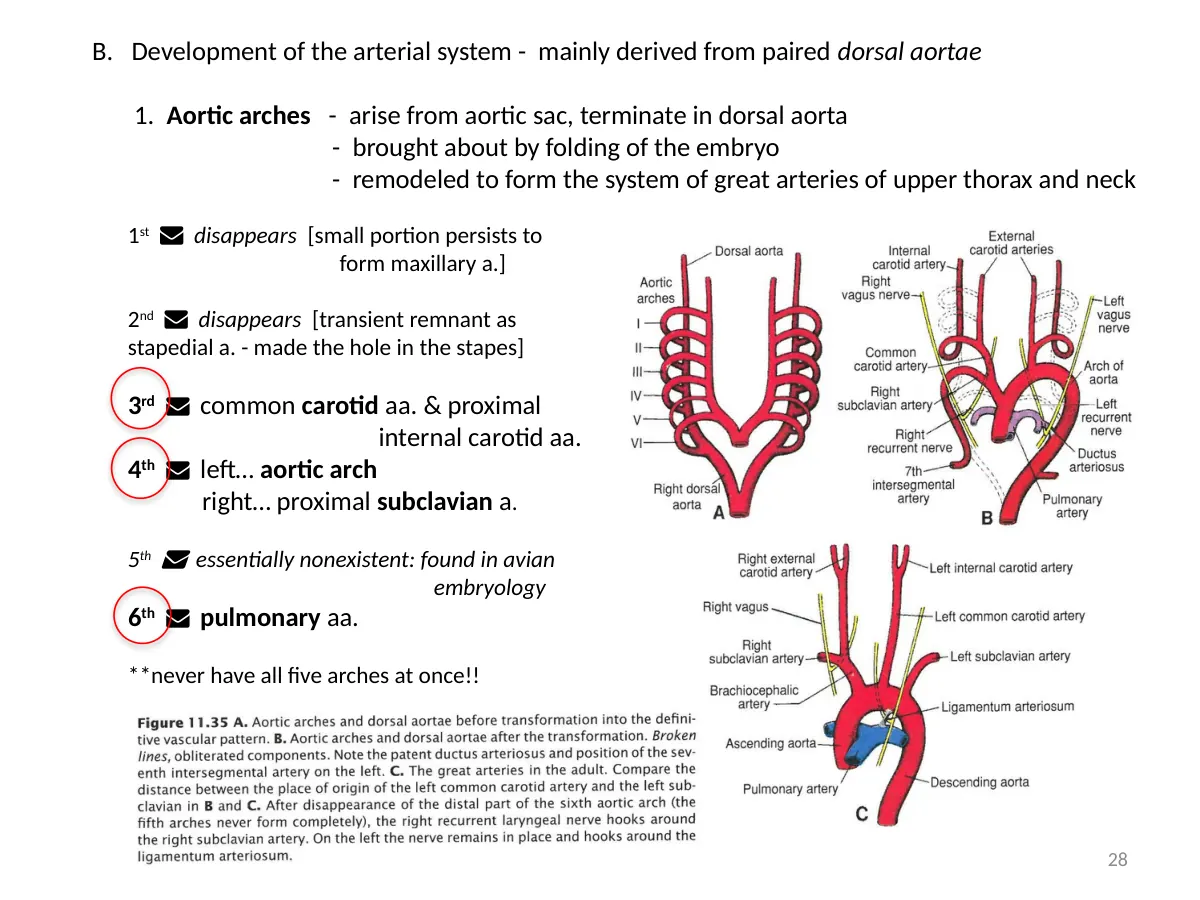 B. Development of the arterial system - mainly derived from paired dorsal aortae
1. Aortic arches - arise from aortic sac, terminate in dorsal aorta
- brought about by folding of the embryo
- remodeled to form the system of great arteries of upper thorax and neck
1st ✉ disappears [small portion persists to
form maxillary a.]
2nd ✉ disappears [transient remnant as
stapedial a. - made the hole in the stapes]
3rd ✉ common carotid aa. & proximal
internal carotid aa.
4th ✉ left… aortic arch
right… proximal subclavian a.
5th ✉ essentially nonexistent: found in avian
embryology
6th ✉ pulmonary aa.
**never have all five arches at once!!
Dorsal aorta
Aortic
arches
I
II
III
IV
V
VI
Right dorsal
aorta
A
External
carotid arteries
Internal
carotid artery
Right
vagus nerve
Left
vagus
nerve
Common
carotid artery
Arch of
aorta
Right
subclavian artery
Left
recurrent
nerve
Right
recurrent nerve
Ductus
arteriosus
7th
intersegmental
artery
Pulmonary
artery
B
Right external
carotid artery
Left internal carotid artery
Right vagus
Left common carotid artery
Right
subclavian artery
Left subclavian artery
Brachiocephalic
artery
Ligamentum arteriosum
Ascending aorta
Pulmonary artery
Descending aorta
C
Figure 11.35 A. Aortic arches and dorsal aortae before transformation into the defini-
tive vascular pattern. B. Aortic arches and dorsal aortae after the transformation. Broken
lines, obliterated components. Note the patent ductus arteriosus and position of the sev-
enth intersegmental artery on the left. C. The great arteries in the adult. Compare the
distance between the place of origin of the left common carotid artery and the left sub-
clavian in B and C. After disappearance of the distal part of the sixth aortic arch (the
fifth arches never form completely), the right recurrent laryngeal nerve hooks around
the right subclavian artery. On the left the nerve remains in place and hooks around the
ligamentum arteriosum.
28